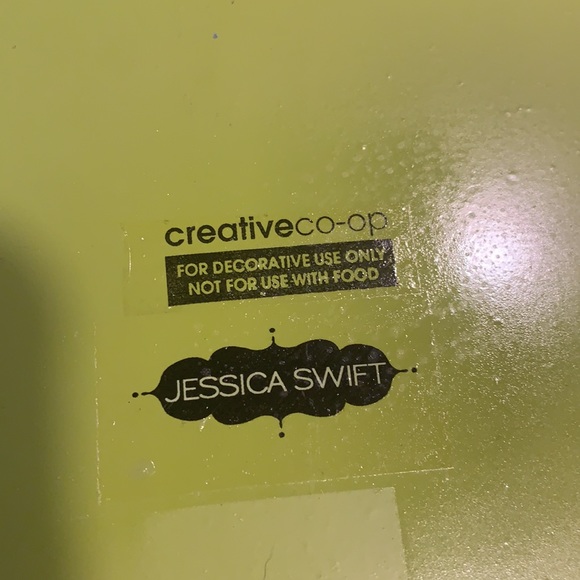 creativeco-op
FOR DECORATIVE USE ONLY
NOT FOR USE WITH FOOD
JESSICA SWIFT